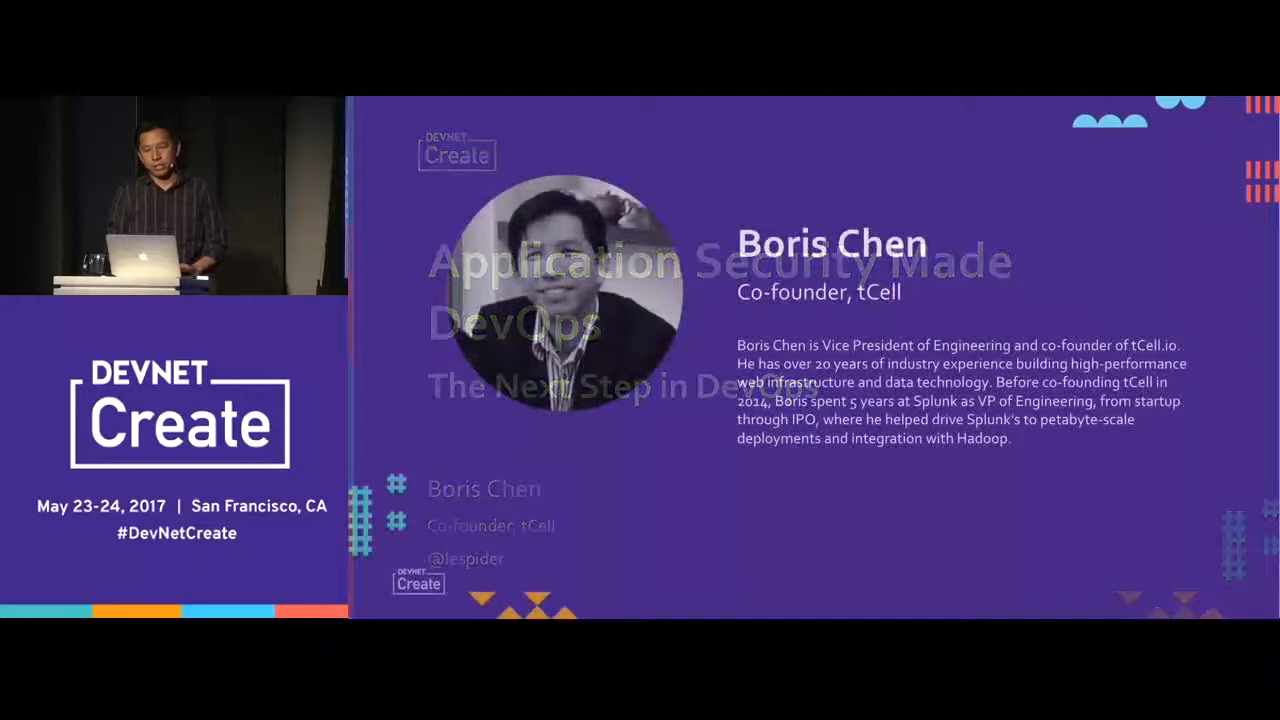 DEVNET
Create
May 23-24, 2017 | San Francisco, CA
#DevNetCreate
DEVNET
Create
Application Security Made
DevOps
The Next Step in DevOps
Boris Chen
Co-founder, tCell
@lespider
Boris Chen
Co-founder, tCell
Boris Chen is Vice President of Engineering and co-founder of tCell.io.
He has over 20 years of industry experience building high-performance
web infrastructure and data technology. Before co-founding tCell in
2014, Boris spent 5 years at Splunk as VP of Engineering, from startup
through IPO, where he helped drive Splunk's to petabyte-scale
deployments and integration with Hadoop.
DEVNET
Create